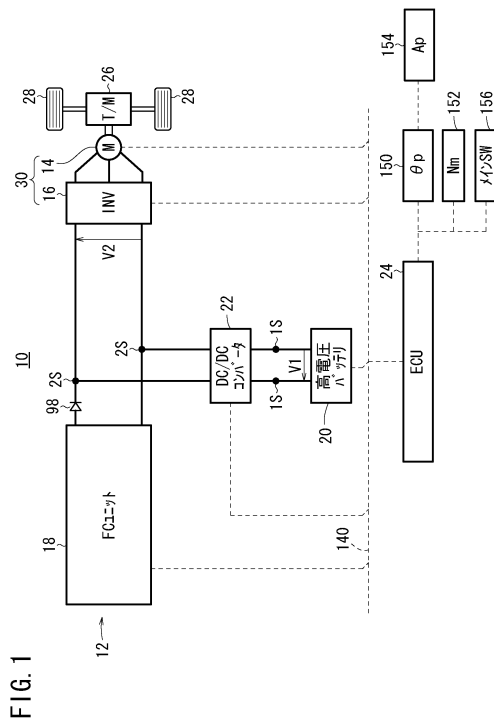 FIG. 1
10
12
18
FCユニット
98
2S
2S
V2
30
16
14
INV
M
26
T/M
28
28
22
DC/DC
コンバータ
1S
1S
V1
高電圧
バッテリ
20
140
24
ECU
150
θp
154
Ap
152
Nm
156
メインSW